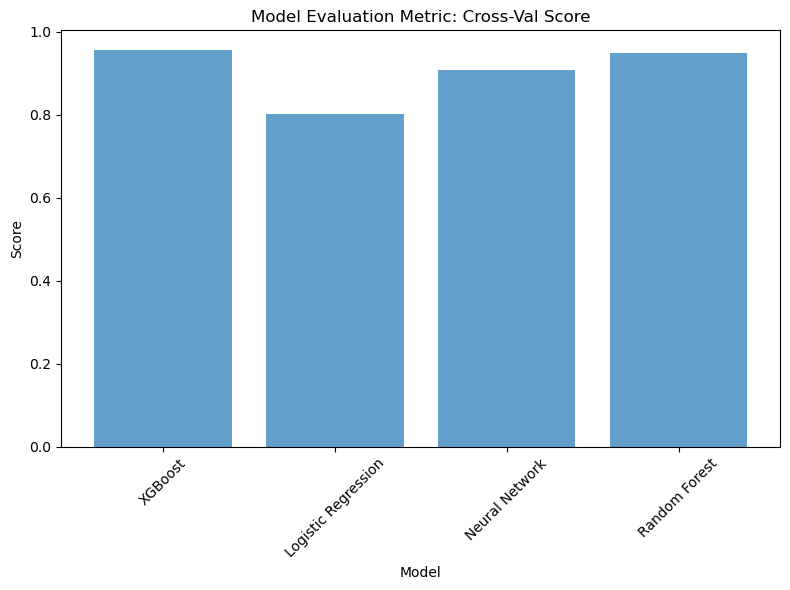 Model Evaluation Metric: Cross-Val Score
1.0
0.8
0.6
0.4
0.2
0.0
Score
XGBoost
Logistic Regression
Neural Network
Random Forest
Model